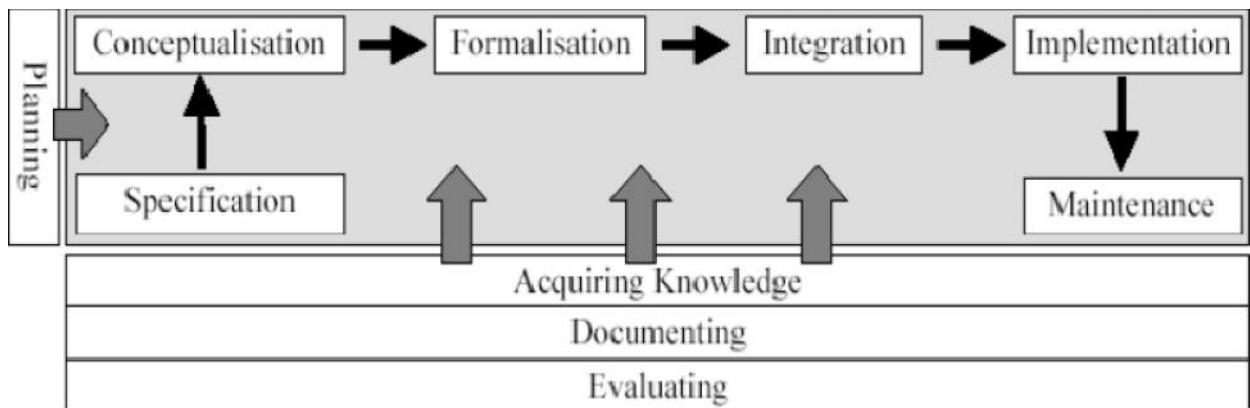 Planning
Conceptualisation
Formalisation
Integration
Implementation
Specification
Maintenance
Acquiring Knowledge
Documenting
Evaluating